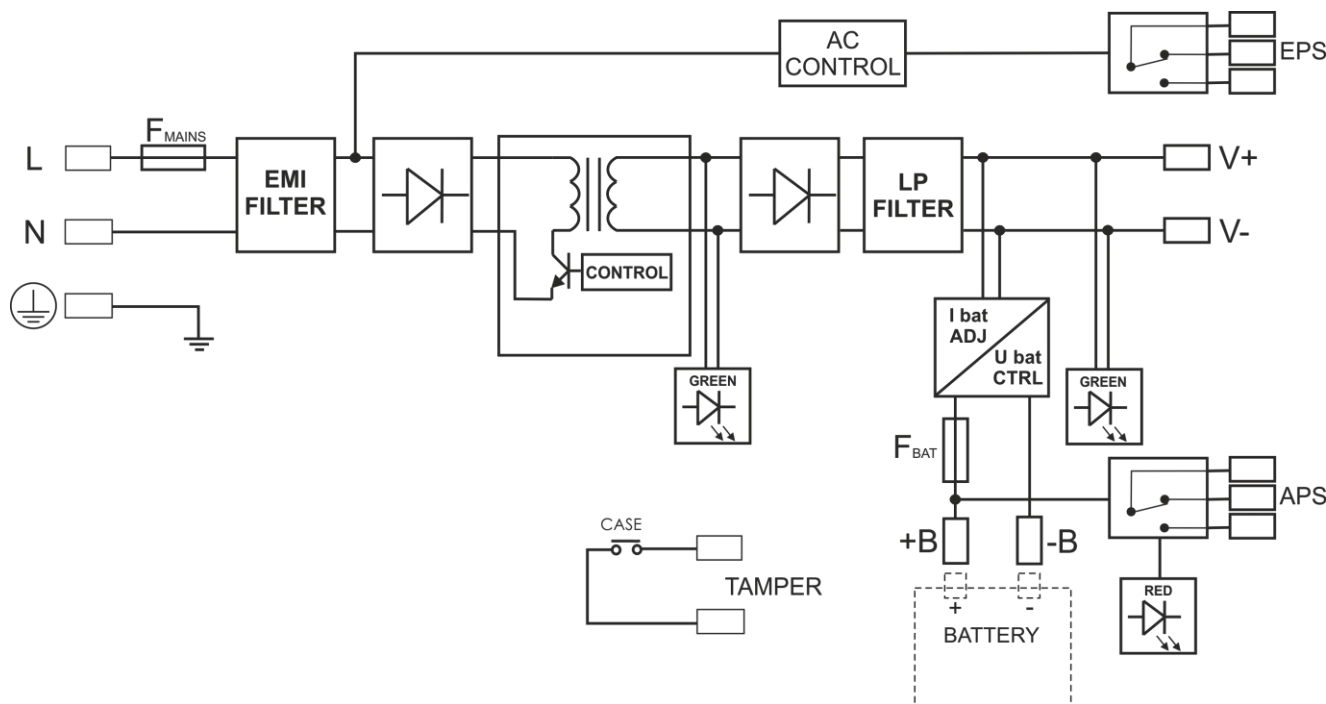 AC
CONTROL
EPS
L
F MAINS
EMI
FILTER
LP
FILTER
V+
N
V-
CONTROL
I bat
ADJ
U bat
CTRL
GREEN
GREEN
F BAT
APS
CASE
+B
-B
TAMPER
RED
+
-
BATTERY